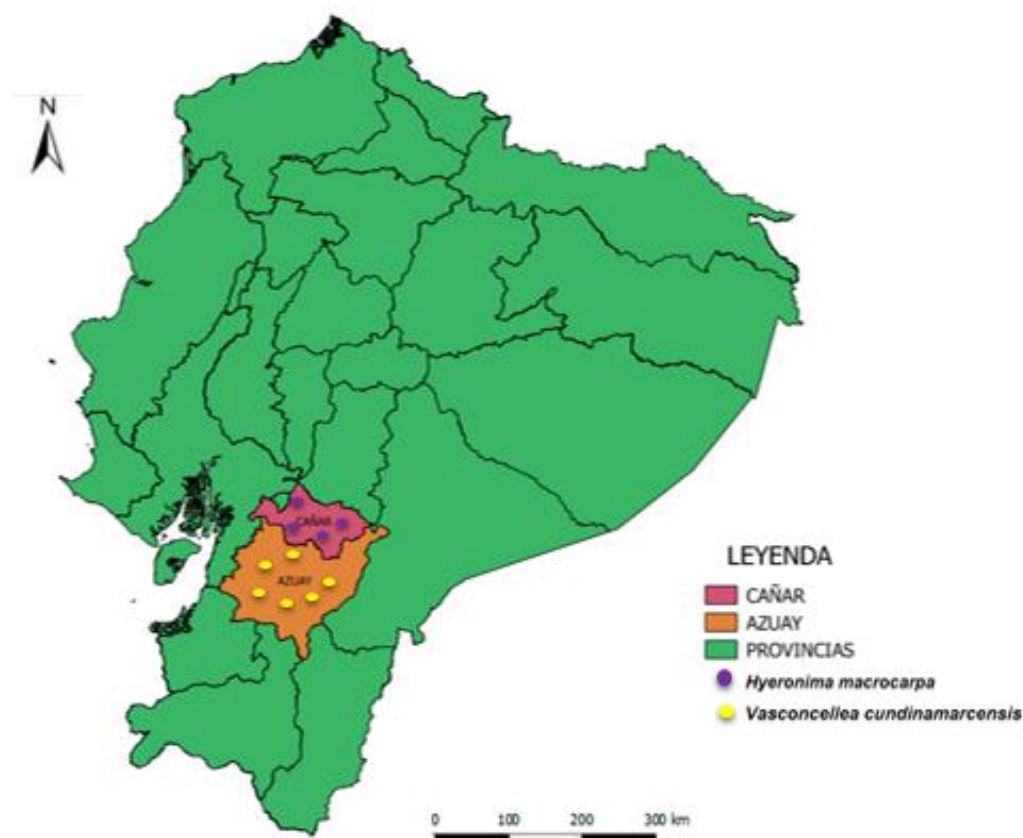 N
CAÑAR
AZUAY
LEYENDA
CAÑAR
AZUAY
PROVINCIAS
Hyeronima macrocarpa
Vasconcellea cundinamarcensis
0 100 200 300 km